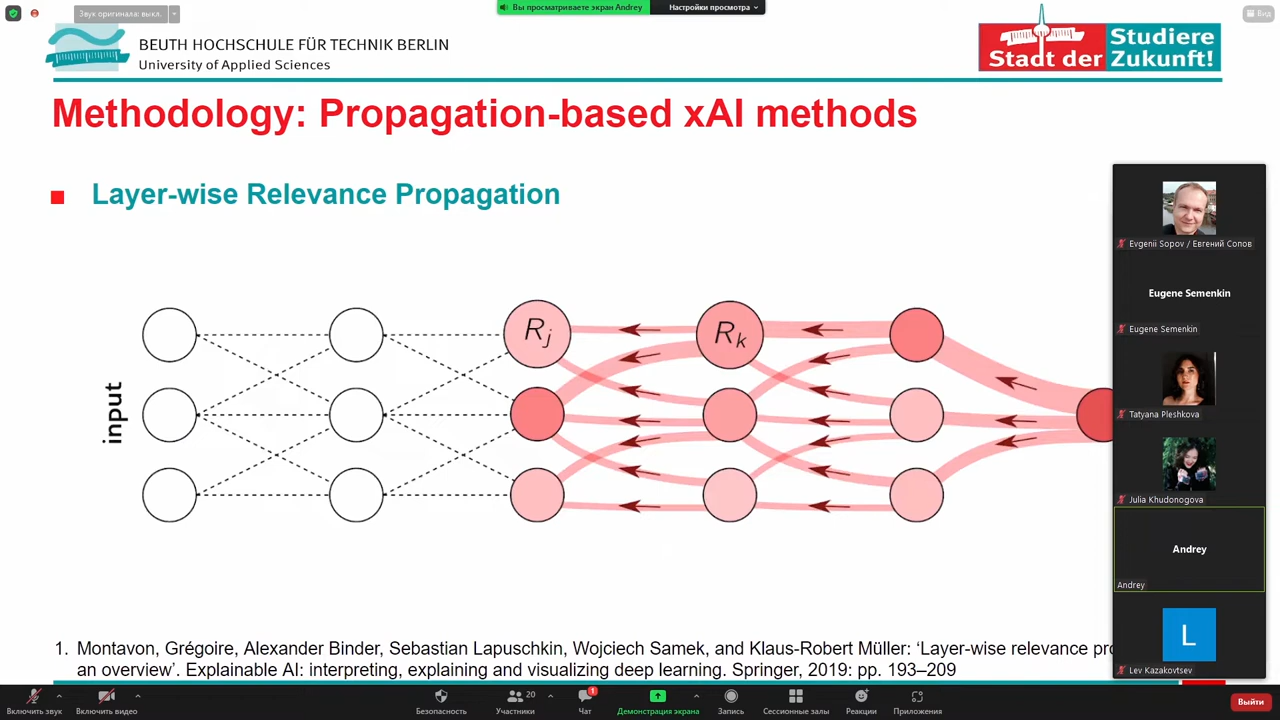 Звук оригинала: выкл.
Вы просматриваете экран Andrey
Настройки просмотра
Вид
BEUTH HOCHSCHULE FÜR TECHNIK BERLIN
University of Applied Sciences
Studiere
Stadt der Zukunft!
Methodology: Propagation-based xAI methods
Layer-wise Relevance Propagation
Rj
Rk
input
Evgenii Sopov / Евгений Сопов
Eugene Semenkin
Eugene Semenkin
Tatyana Pleshkova
Julia Khudonogova
Andrey
Andrey
L
Lev Kazakovtsev
1. Montavon, Grégoire, Alexander Binder, Sebastian Lapuschkin, Wojciech Samek, and Klaus-Robert Müller: ‘Layer-wise relevance pro
an overview’. Explainable AI: interpreting, explaining and visualizing deep learning. Springer, 2019: pp. 193–209
Включить звук
Включить видео
Безопасность
20
Участники
1
Чат
Демонстрация экрана
Запись
Сессионные залы
Реакции
Приложения
Выйти